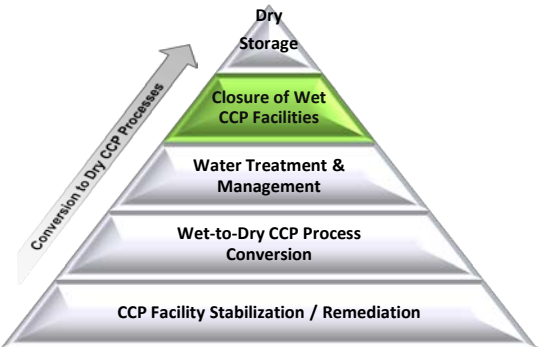 Dry
Storage
Closure of Wet
CCP Facilities
Conversion to Dry CCP Processes
Water Treatment &
Management
Wet-to-Dry CCP Process
Conversion
CCP Facility Stabilization / Remediation